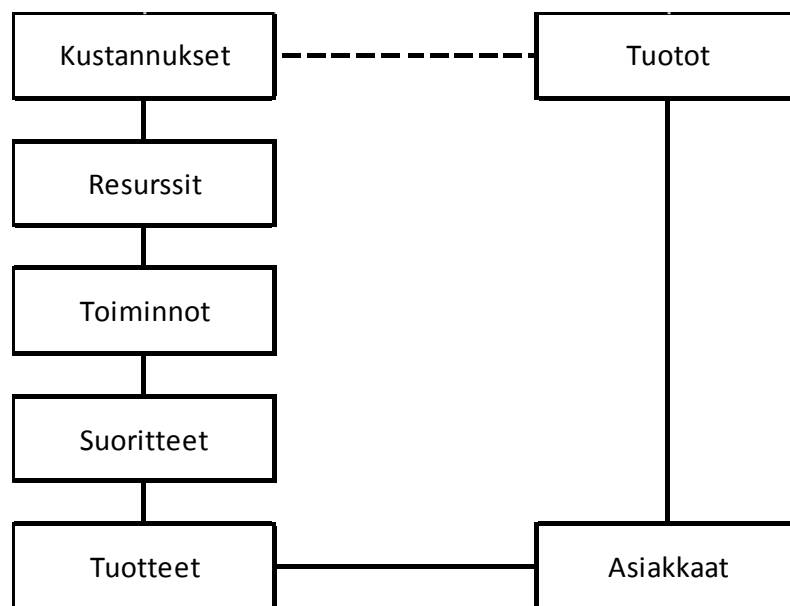 Kustannukset
Tuotot
Resurssit
Toiminnot
Suoritteet
Tuotteet
Asiakkaat